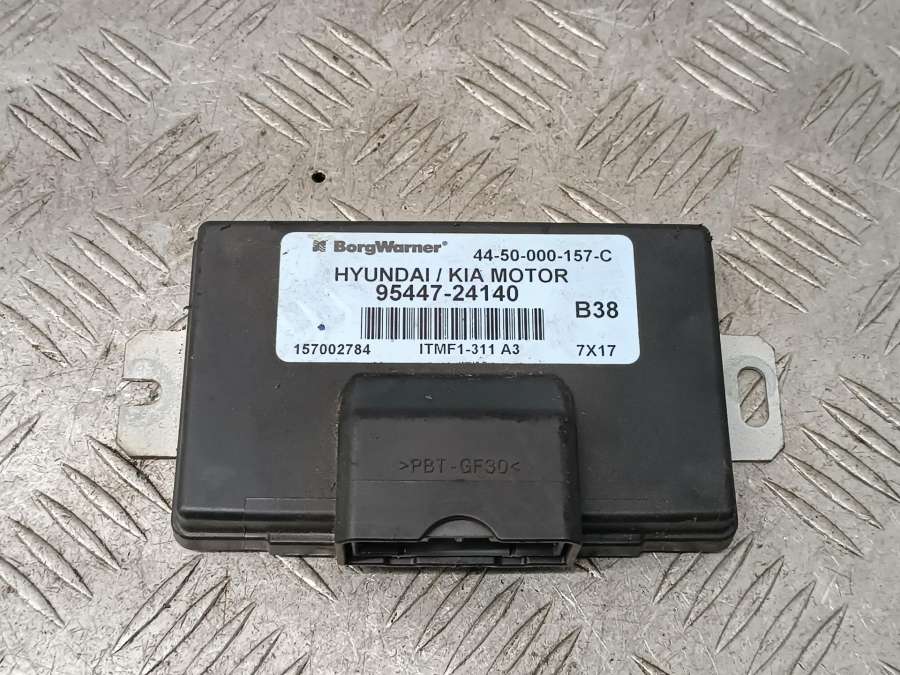 BorgWarner® 44-50-000-157-C
HYUNDAI / KIA MOTOR
95447-24140
B38
157002784 ITMF1-311 A3 7X17
>PBT-GF30<